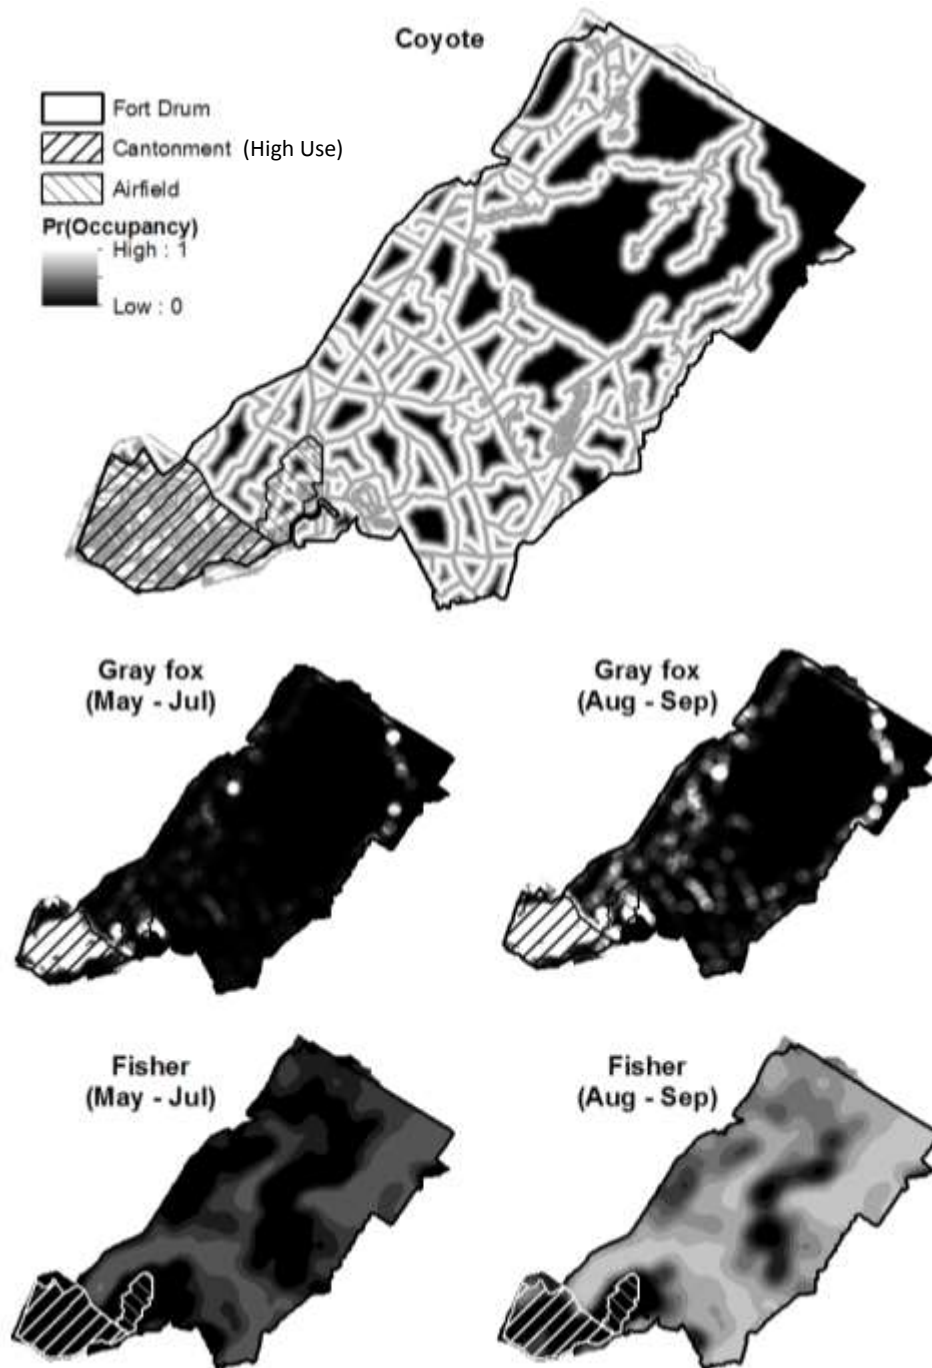 Coyote
Fort Drum
Cantonment (High Use)
Airfield
Pr(Occupancy)
High : 1
Low : 0
Gray fox
(May - Jul)
Gray fox
(Aug - Sep)
Fisher
(May - Jul)
Fisher
(Aug - Sep)